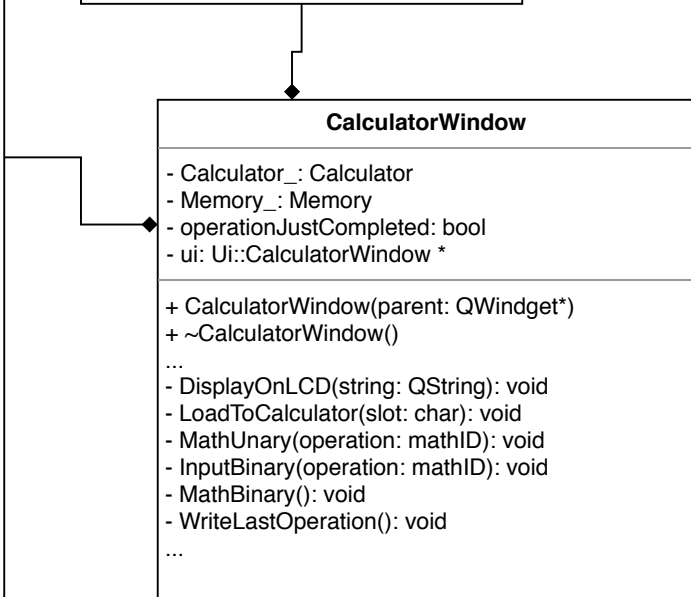 CalculatorWindow
- Calculator_: Calculator
- Memory_: Memory
- operationJustCompleted: bool
- ui: Ui::CalculatorWindow *
+ CalculatorWindow(parent: QWindget*)
+ ~CalculatorWindow()
...
- DisplayOnLCD(string: QString): void
- LoadToCalculator(slot: char): void
- MathUnary(operation: mathID): void
- InputBinary(operation: mathID): void
- MathBinary(): void
- WriteLastOperation(): void
...